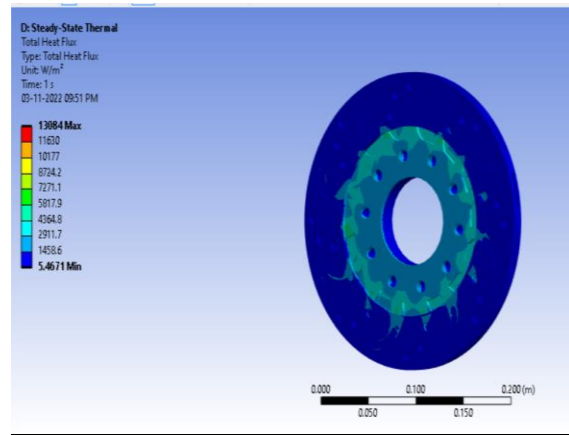 D: Steady-State Thermal
Total Heat Flux
Type: Total Heat Flux
Unit: W/m²
Time: 1 s
03-11-2022 09:51 PM
13084 Max
11630
10177
8724.2
7271.1
5817.9
4364.8
2911.7
1458.6
5.4671 Min
0.000 0.100 0.200 (m)
0.050 0.150